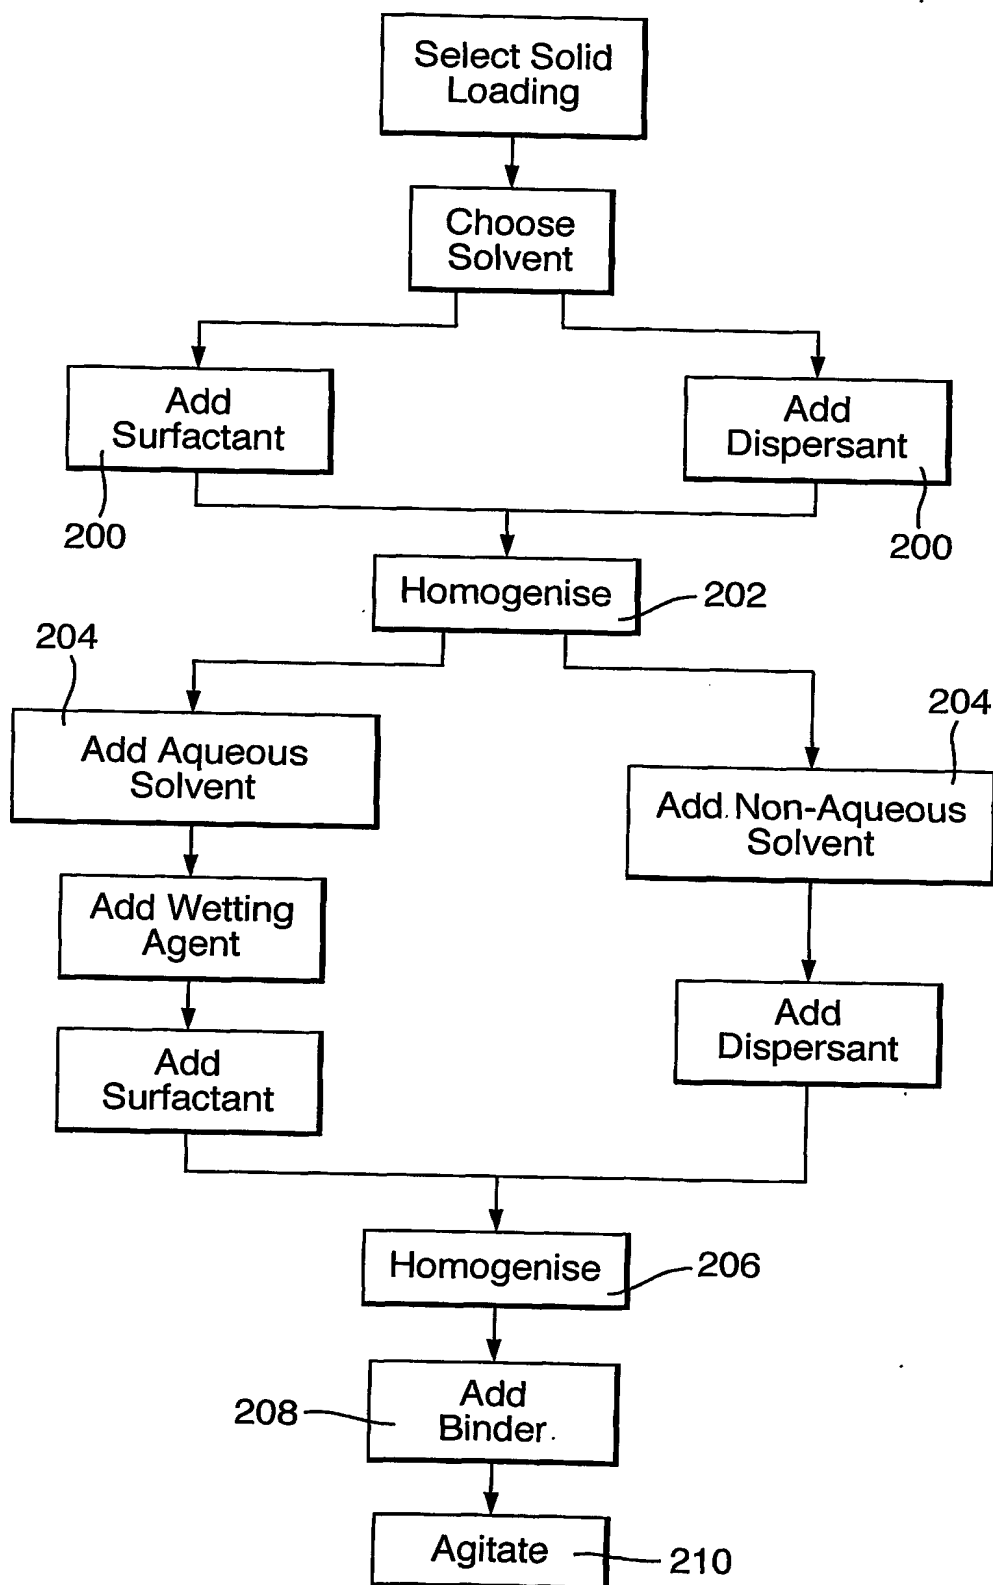 Select Solid
Loading
Choose
Solvent
Add
Surfactant
200
Add
Dispersant
200
Homogenise
202
204
Add Aqueous
Solvent
204
Add Non-Aqueous
Solvent
Add Wetting
Agent
Add
Surfactant
Add
Dispersant
Homogenise
206
208
Add
Binder
Agitate
210